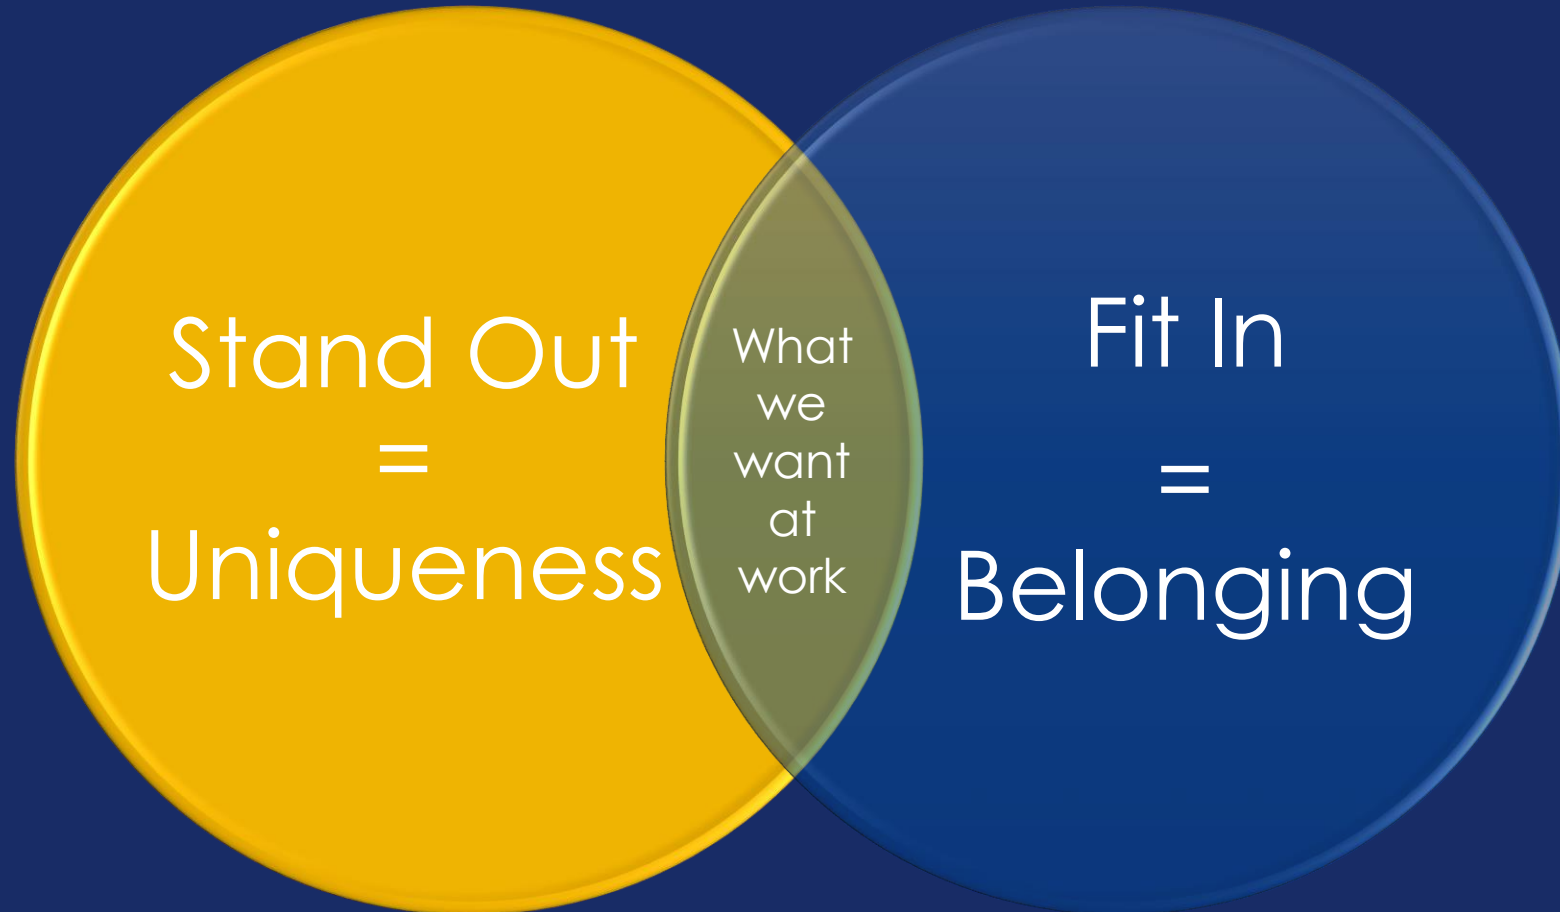 Stand Out
=
Uniqueness
What
we
want
at
work
Fit In
=
Belonging